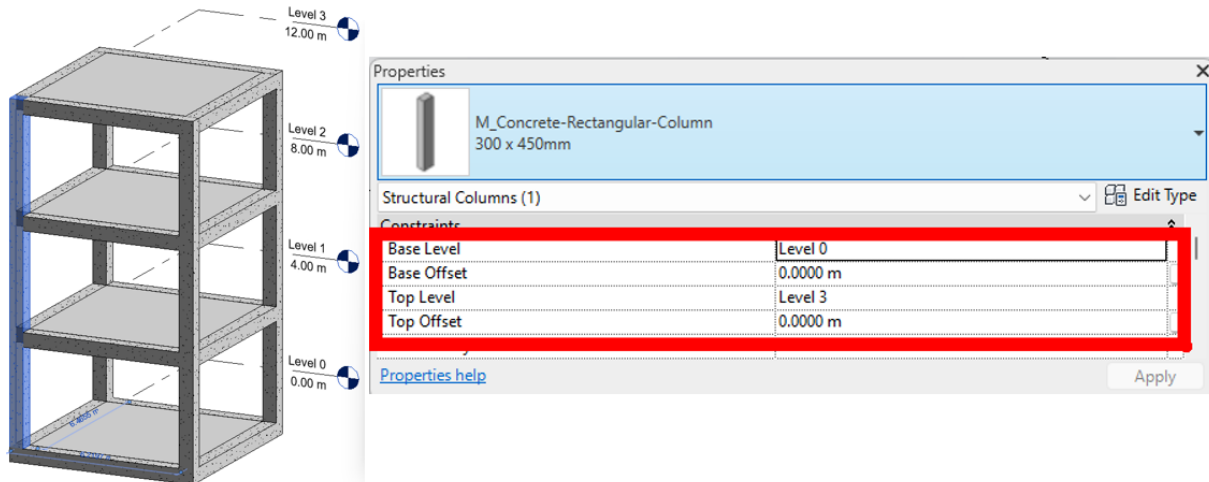 Level 3
12.00 m
Level 2
8.00 m
Level 1
4.00 m
Level 0
0.00 m
Properties
M_Concrete-Rectangular-Column
300 x 450mm
Structural Columns (1)
Edit Type
Constraints
Base Level Level 0
Base Offset 0.0000 m
Top Level Level 3
Top Offset 0.0000 m
Properties help
Apply